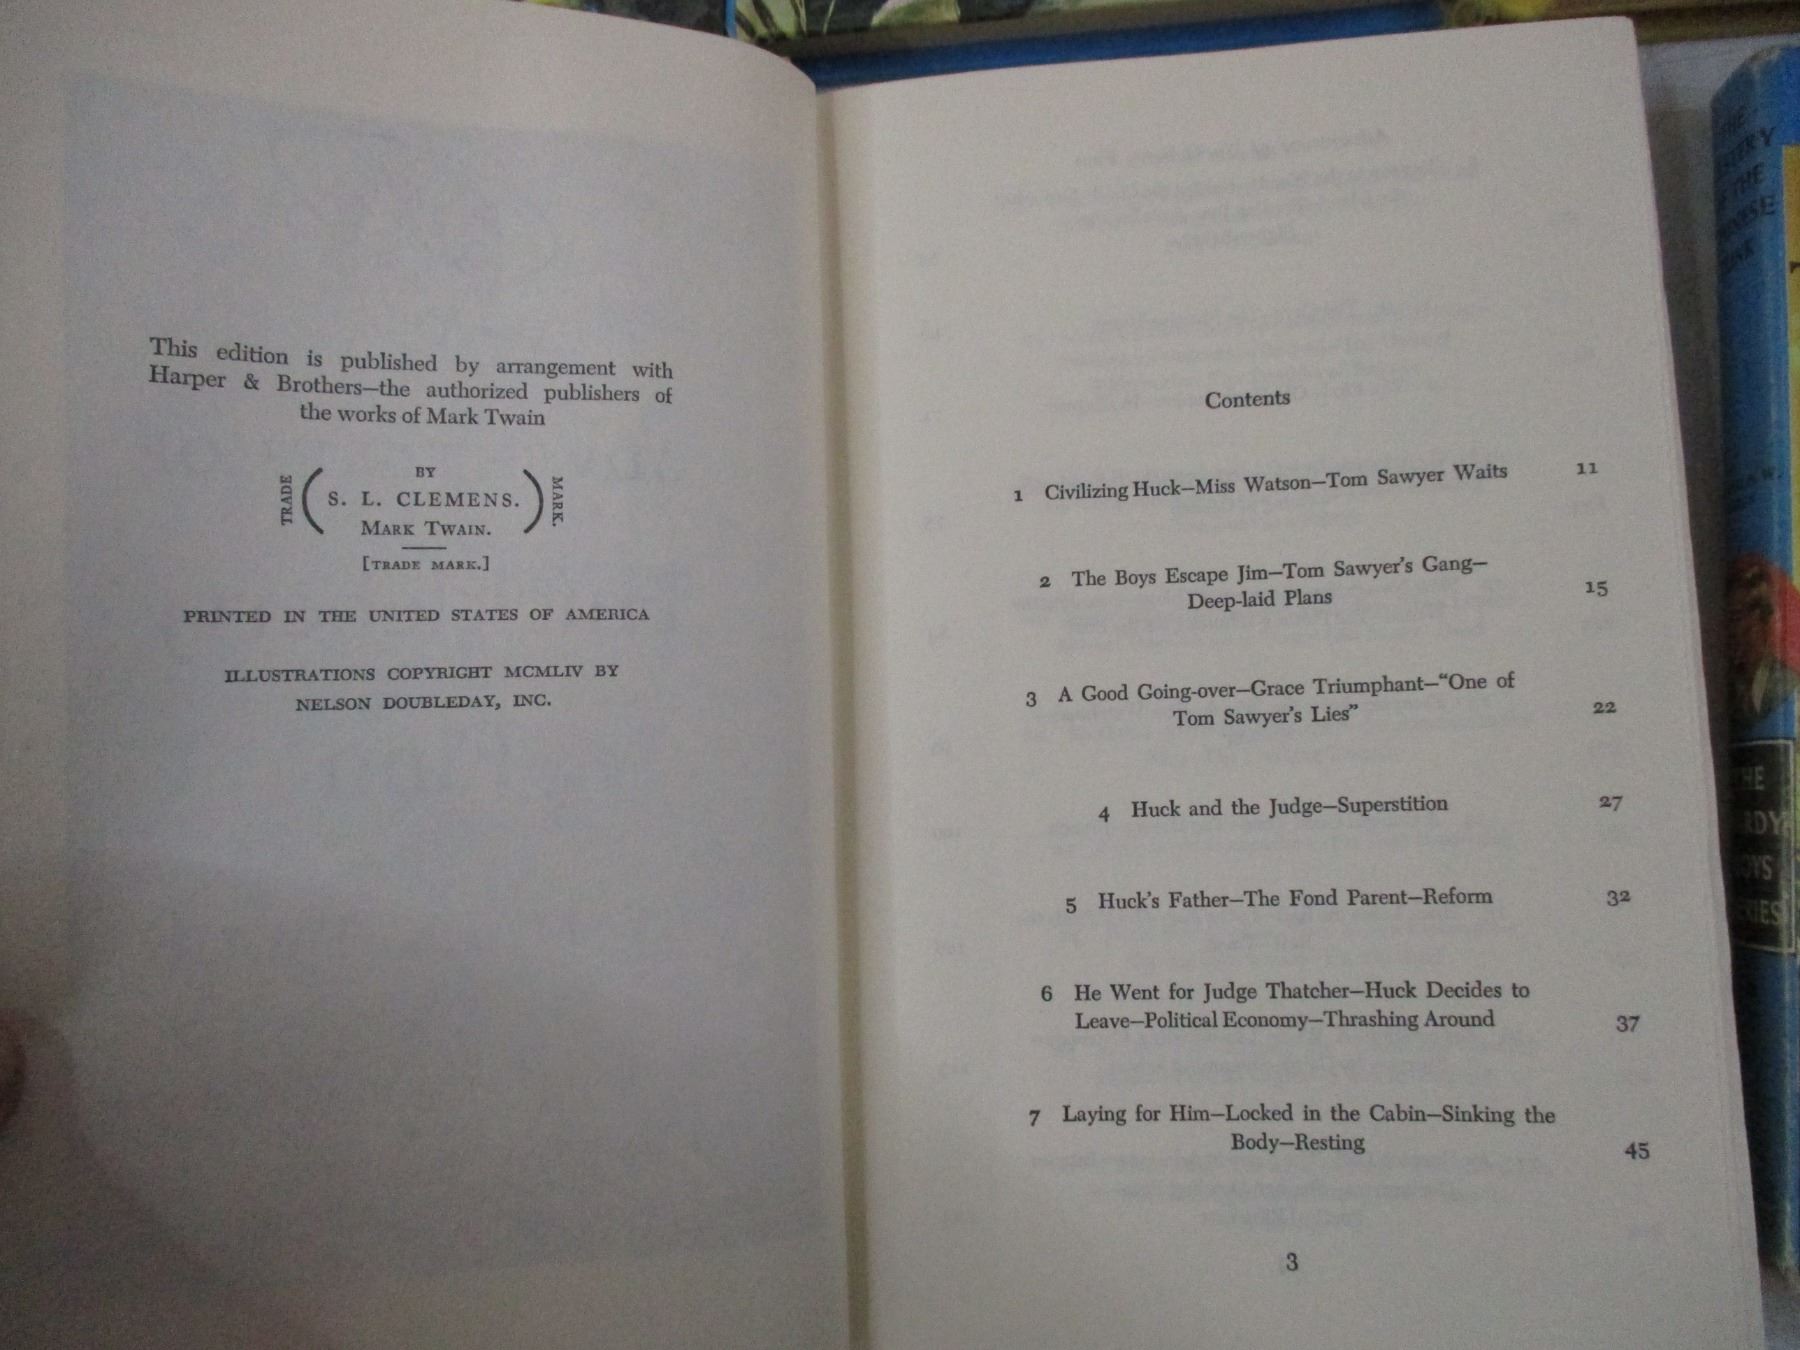 This edition is published by arrangement with
Harper & Brothers—the authorized publishers of
the works of Mark Twain
TRADE
BY
S. L. CLEMENS.
MARK TWAIN.
MARK.
[TRADE MARK.]
PRINTED IN THE UNITED STATES OF AMERICA
ILLUSTRATIONS COPYRIGHT MCMLIV BY
NELSON DOUBLEDAY, INC.
Contents
1 Civilizing Huck—Miss Watson—Tom Sawyer Waits 11
2 The Boys Escape Jim—Tom Sawyer's Gang—
Deep-laid Plans 15
3 A Good Going-over—Grace Triumphant—"One of
Tom Sawyer's Lies" 22
4 Huck and the Judge—Superstition 27
5 Huck's Father—The Fond Parent—Reform 32
6 He Went for Judge Thatcher—Huck Decides to
Leave—Political Economy—Thrashing Around 37
7 Laying for Him—Locked in the Cabin—Sinking the
Body—Resting 45
3
THE